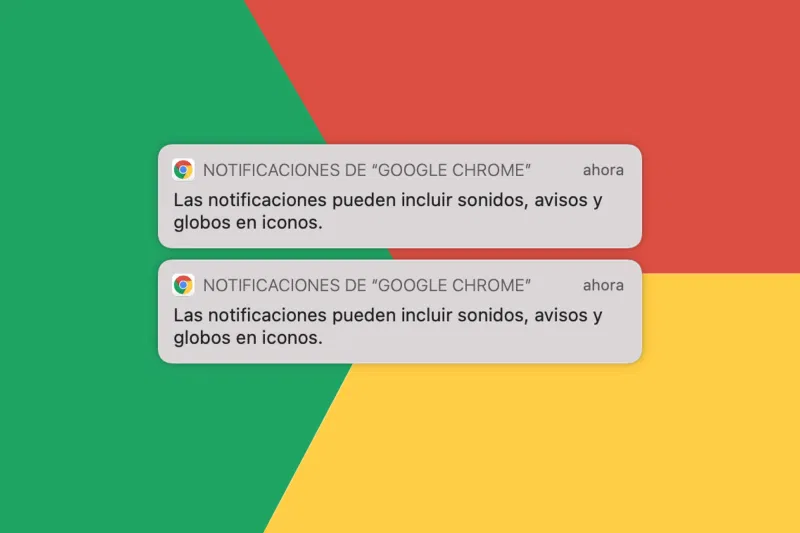 NOTIFICACIONES DE “GOOGLE CHROME” ahora
Las notificaciones pueden incluir sonidos, avisos y
globos en iconos.
NOTIFICACIONES DE “GOOGLE CHROME” ahora
Las notificaciones pueden incluir sonidos, avisos y
globos en iconos.